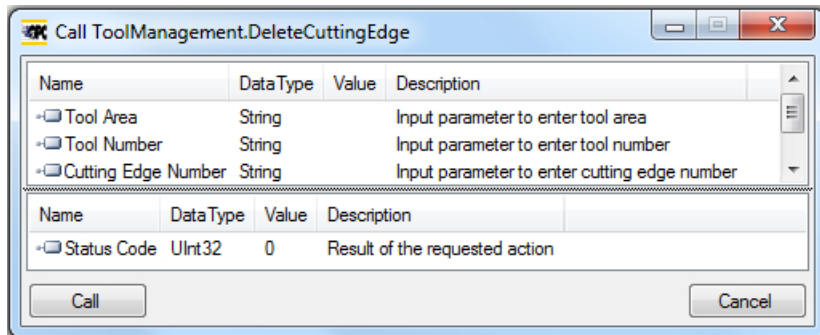 Call ToolManagement.DeleteCuttingEdge
Name DataType Value Description
Tool Area String Input parameter to enter tool area
Tool Number String Input parameter to enter tool number
Cutting Edge Number String Input parameter to enter cutting edge number
Name DataType Value Description
Status Code UInt32 0 Result of the requested action
Call Cancel